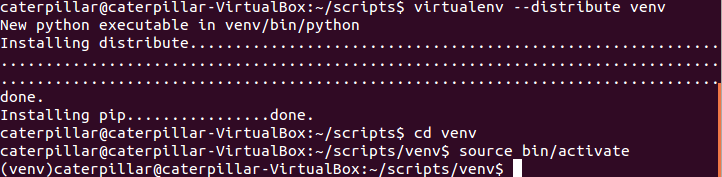 caterpillar@caterpillar-VirtualBox:~/scripts$ virtualenv --distribute venv
New python executable in venv/bin/python
Installing distribute................................................................
.......................................................................................
.......................................................................................
done.
Installing pip................done.
caterpillar@caterpillar-VirtualBox:~/scripts$ cd venv
caterpillar@caterpillar-VirtualBox:~/scripts/venv$ source bin/activate
(venv)caterpillar@caterpillar-VirtualBox:~/scripts/venv$